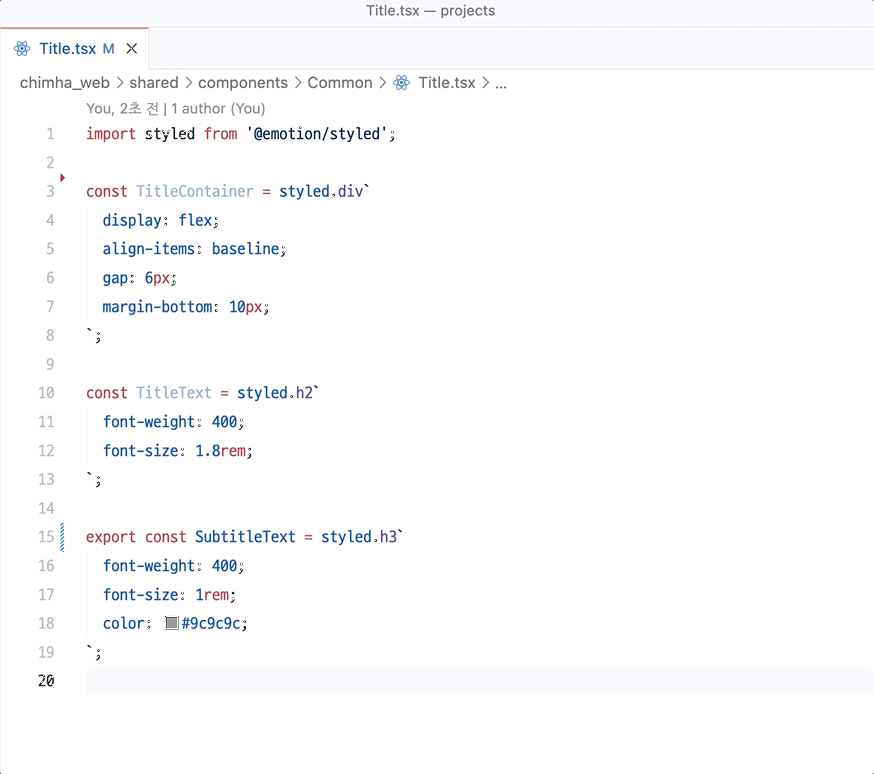 Title.tsx — projects
Title.tsx M
chimha_web > shared > components > Common > Title.tsx > ...
You, 2초 전 | 1 author (You)
1 import styled from '@emotion/styled';
2
3 const TitleContainer = styled.div`
4 display: flex;
5 align-items: baseline;
6 gap: 6px;
7 margin-bottom: 10px;
8 `;
9
10 const TitleText = styled.h2`
11 font-weight: 400;
12 font-size: 1.8rem;
13 `;
14
15 export const SubtitleText = styled.h3`
16 font-weight: 400;
17 font-size: 1rem;
18 color: #9c9c9c;
19 `;
20